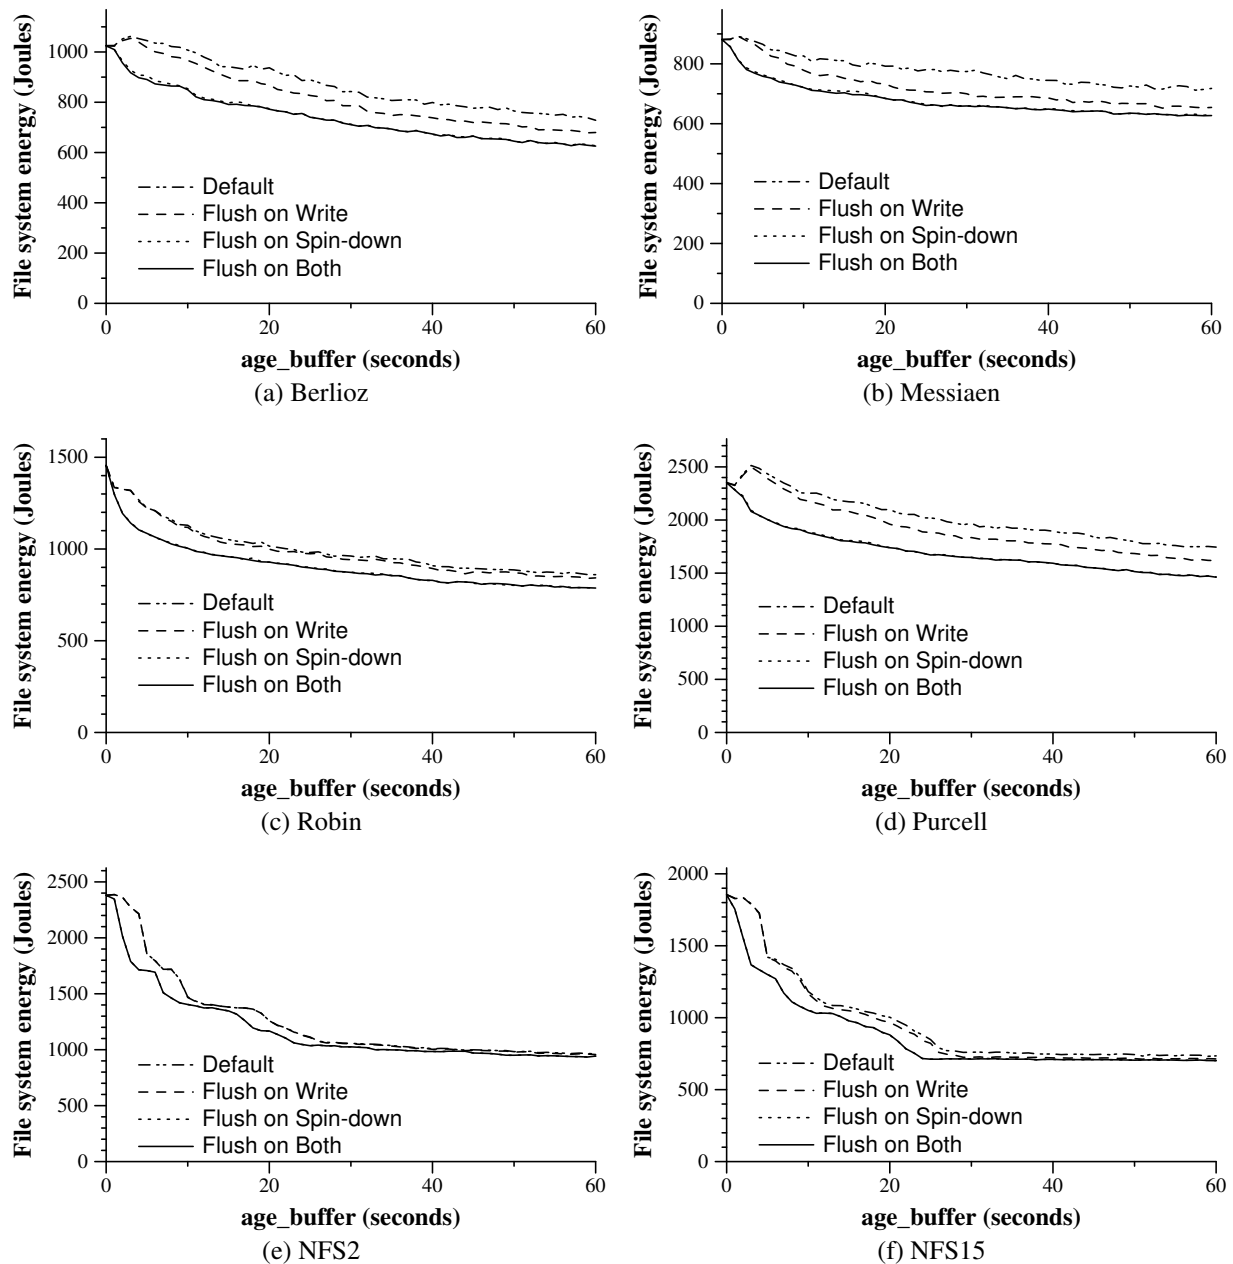 File system energy (Joules)
1000
800
600
400
200
0
Default
Flush on Write
Flush on Spin-down
Flush on Both
0 20 40 60
age_buffer (seconds)
(a) Berlioz
File system energy (Joules)
800
600
400
200
0
Default
Flush on Write
Flush on Spin-down
Flush on Both
0 20 40 60
age_buffer (seconds)
(b) Messiaen
File system energy (Joules)
1500
1000
500
0
Default
Flush on Write
Flush on Spin-down
Flush on Both
0 20 40 60
age_buffer (seconds)
(c) Robin
File system energy (Joules)
2500
2000
1500
1000
500
0
Default
Flush on Write
Flush on Spin-down
Flush on Both
0 20 40 60
age_buffer (seconds)
(d) Purcell
File system energy (Joules)
2500
2000
1500
1000
500
0
Default
Flush on Write
Flush on Spin-down
Flush on Both
0 20 40 60
age_buffer (seconds)
(e) NFS2
File system energy (Joules)
2000
1500
1000
500
0
Default
Flush on Write
Flush on Spin-down
Flush on Both
0 20 40 60
age_buffer (seconds)
(f) NFS15